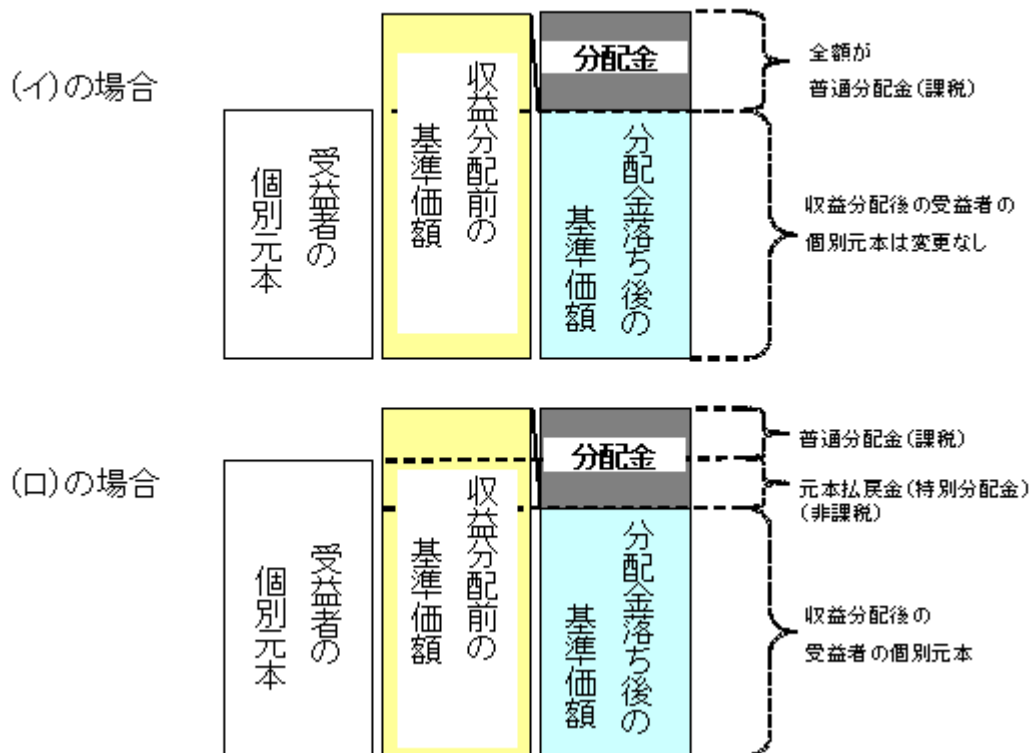 (イ)の場合
受益者の
個別元本
収益分配前の
基準価額
分配金
分配金落ち後の
基準価額
全額が
普通分配金(課税)
収益分配後の受益者の
個別元本は変更なし
(ロ)の場合
受益者の
個別元本
収益分配前の
基準価額
分配金
分配金落ち後の
基準価額
普通分配金(課税)
元本払戻金(特別分配金)
(非課税)
収益分配後の
受益者の個別元本